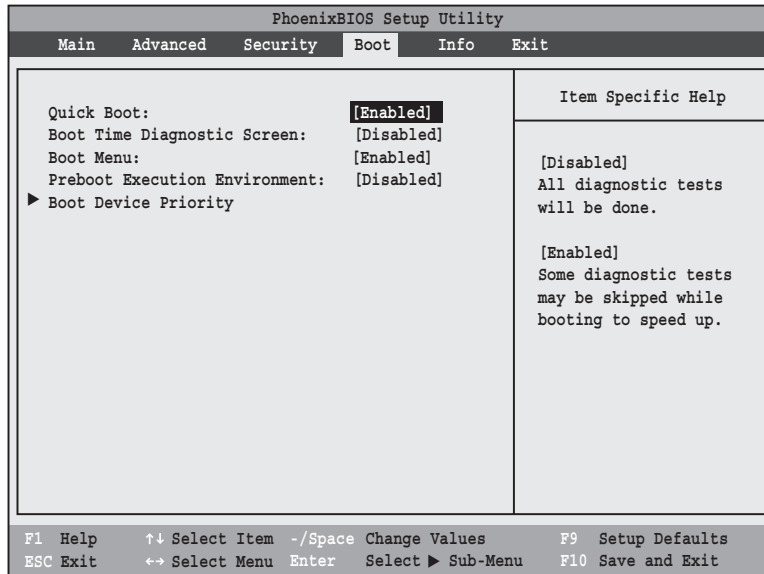 PhoenixBIOS Setup Utility
Main Advanced Security Boot Info Exit
Quick Boot: [Enabled]
Boot Time Diagnostic Screen: [Disabled]
Boot Menu: [Enabled]
Preboot Execution Environment: [Disabled]
▶ Boot Device Priority
Item Specific Help
[Disabled]
All diagnostic tests
will be done.
[Enabled]
Some diagnostic tests
may be skipped while
booting to speed up.
F1 Help ↑↓ Select Item -/Space Change Values F9 Setup Defaults
ESC Exit ←→ Select Menu Enter Select ▶ Sub-Menu F10 Save and Exit